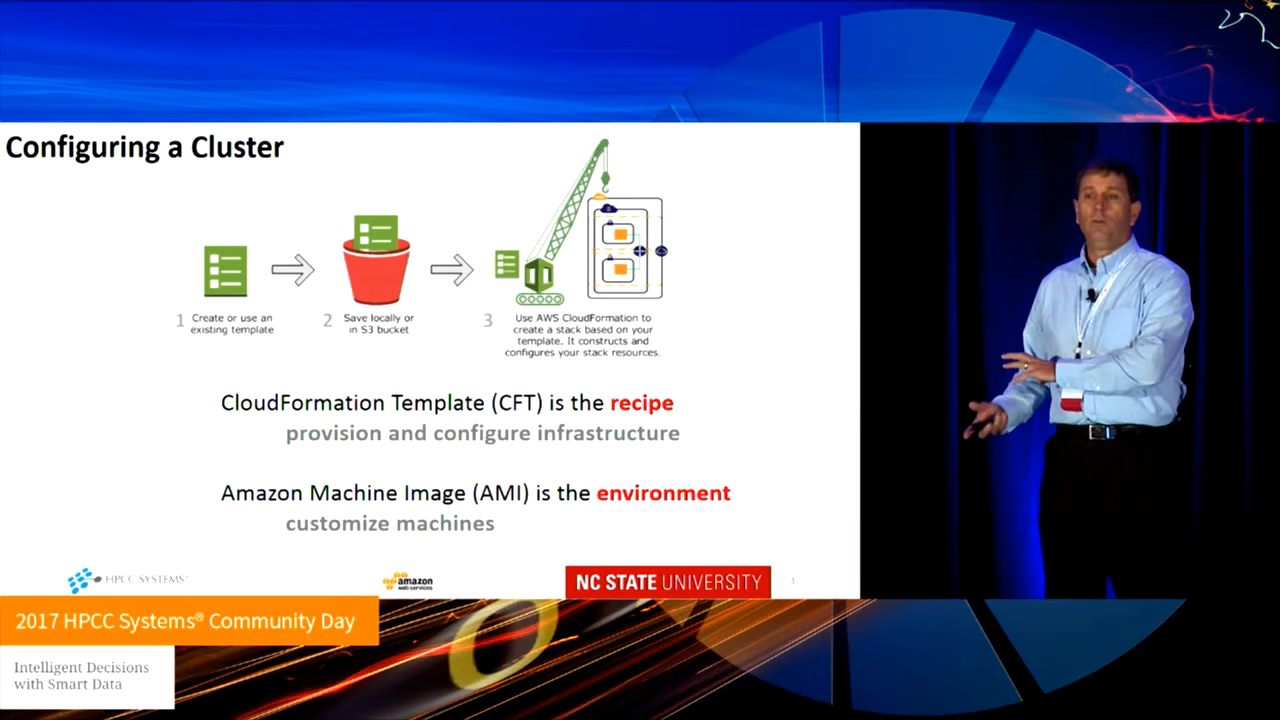 Configuring a Cluster
1 Create or use an
existing template
2 Save locally or
in S3 bucket
3 Use AWS CloudFormation to
create a stack based on your
template. It constructs and
configures your stack resources.
CloudFormation Template (CFT) is the recipe
provision and configure infrastructure
Amazon Machine Image (AMI) is the environment
customize machines
HPCC SYSTEMS
amazon
web services
NC STATE UNIVERSITY
2017 HPCC Systems® Community Day
Intelligent Decisions
with Smart Data